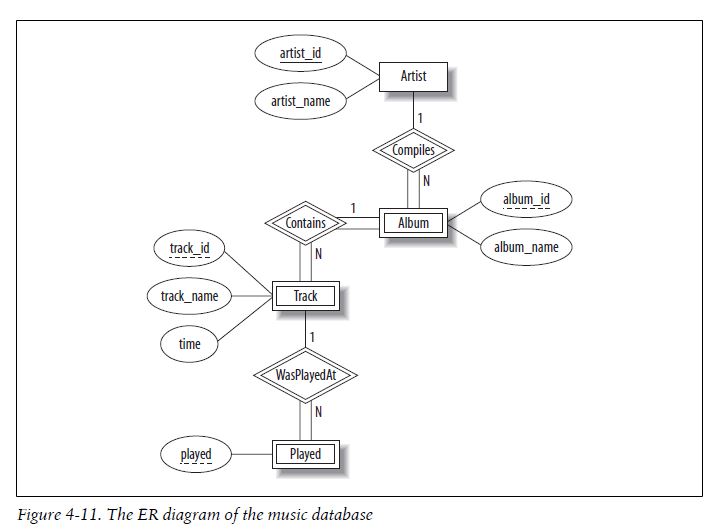 artist_id
Artist
artist_name
1
Compiles
N
album_id
1
Contains
Album
album_name
track_id
N
track_name
Track
time
1
WasPlayedAt
N
played
Played
Figure 4-11. The ER diagram of the music database